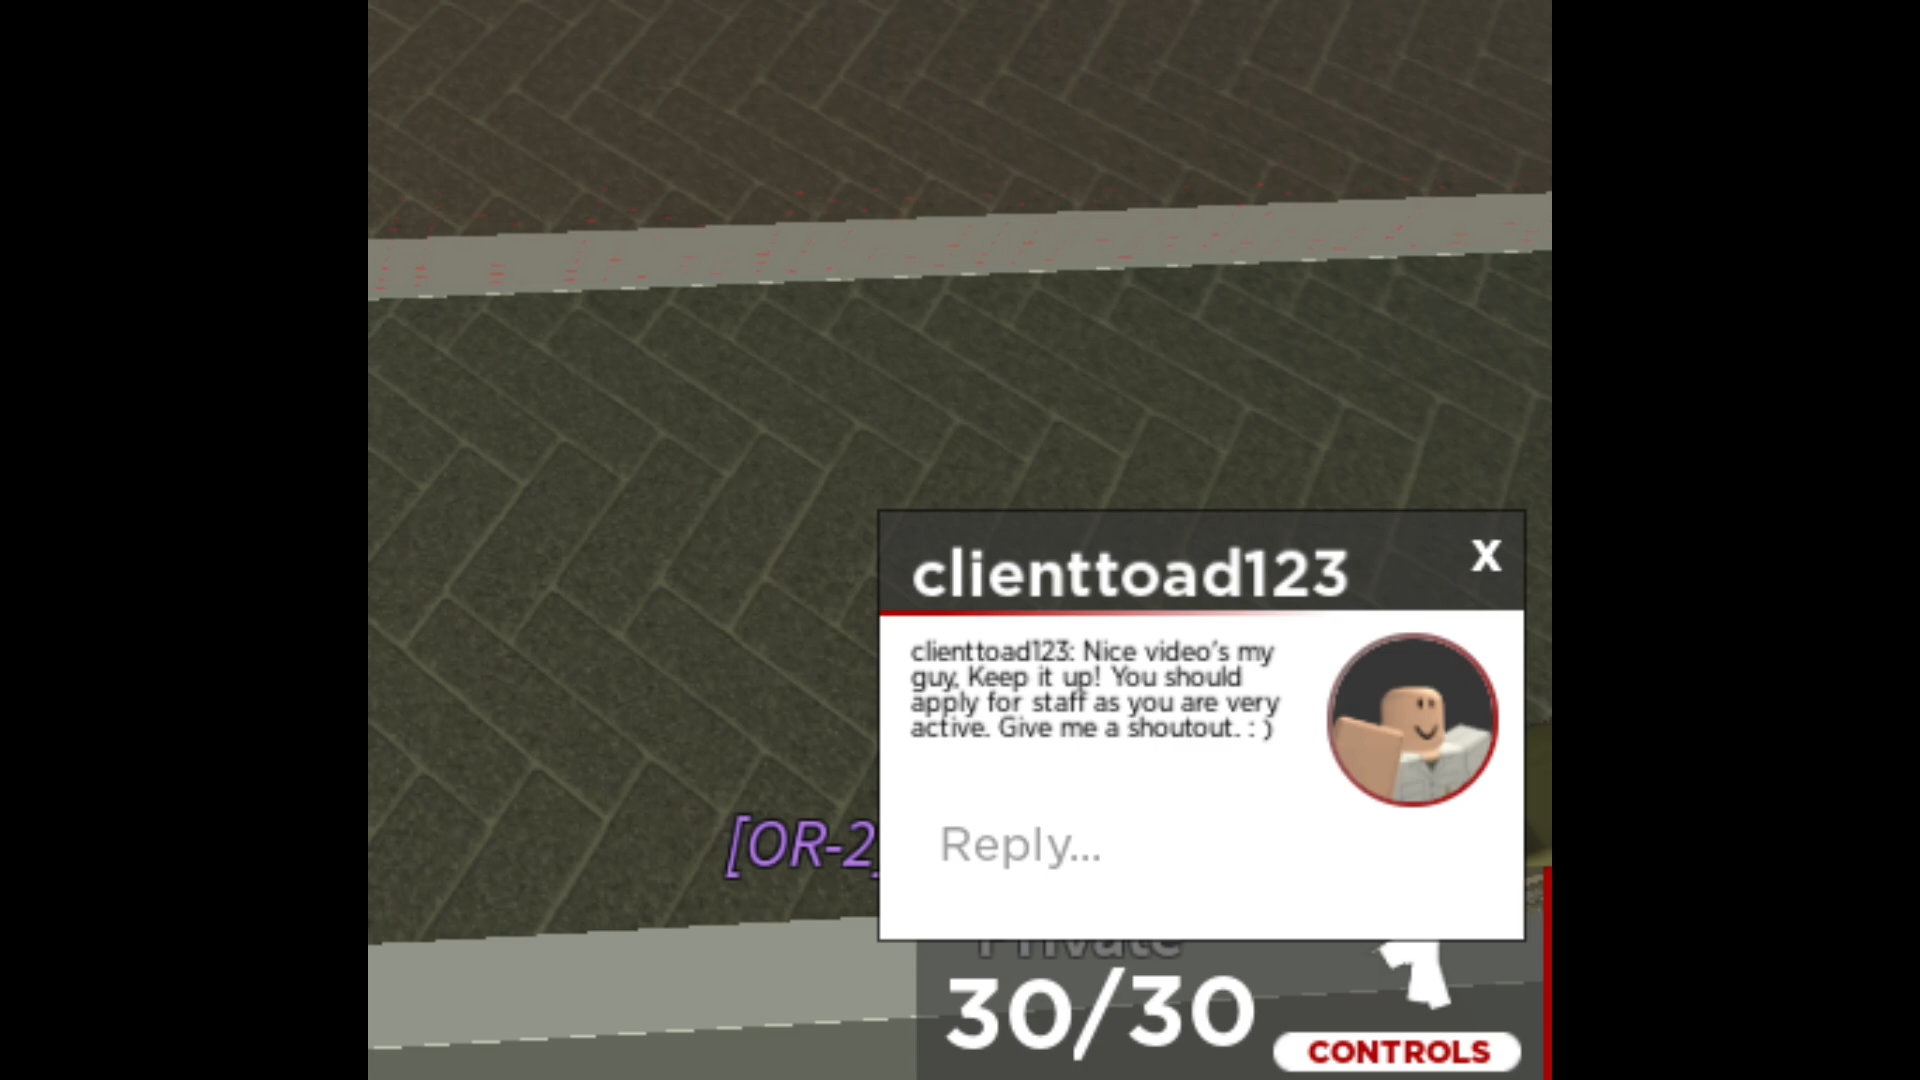 clienttoad123
X
clienttoad123: Nice video's my
guy, Keep it up! You should
apply for staff as you are very
active. Give me a shoutout. : )
Reply...
[OR-2]
Private
30/30
CONTROLS